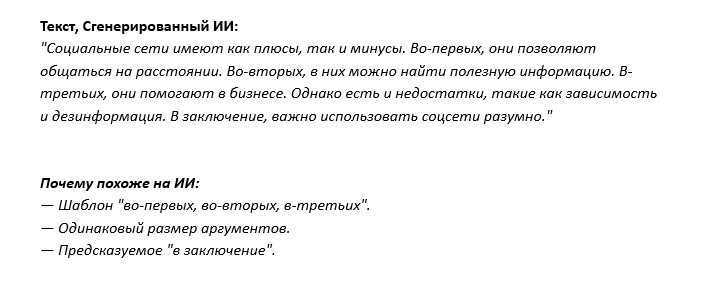 Текст, Сгенерированный ИИ:
"Социальные сети имеют как плюсы, так и минусы. Во-первых, они позволяют
общаться на расстоянии. Во-вторых, в них можно найти полезную информацию. В-
третьих, они помогают в бизнесе. Однако есть и недостатки, такие как зависимость
и дезинформация. В заключение, важно использовать соцсети разумно."
Почему похоже на ИИ:
— Шаблон "во-первых, во-вторых, в-третьих".
— Одинаковый размер аргументов.
— Предсказуемое "в заключение".